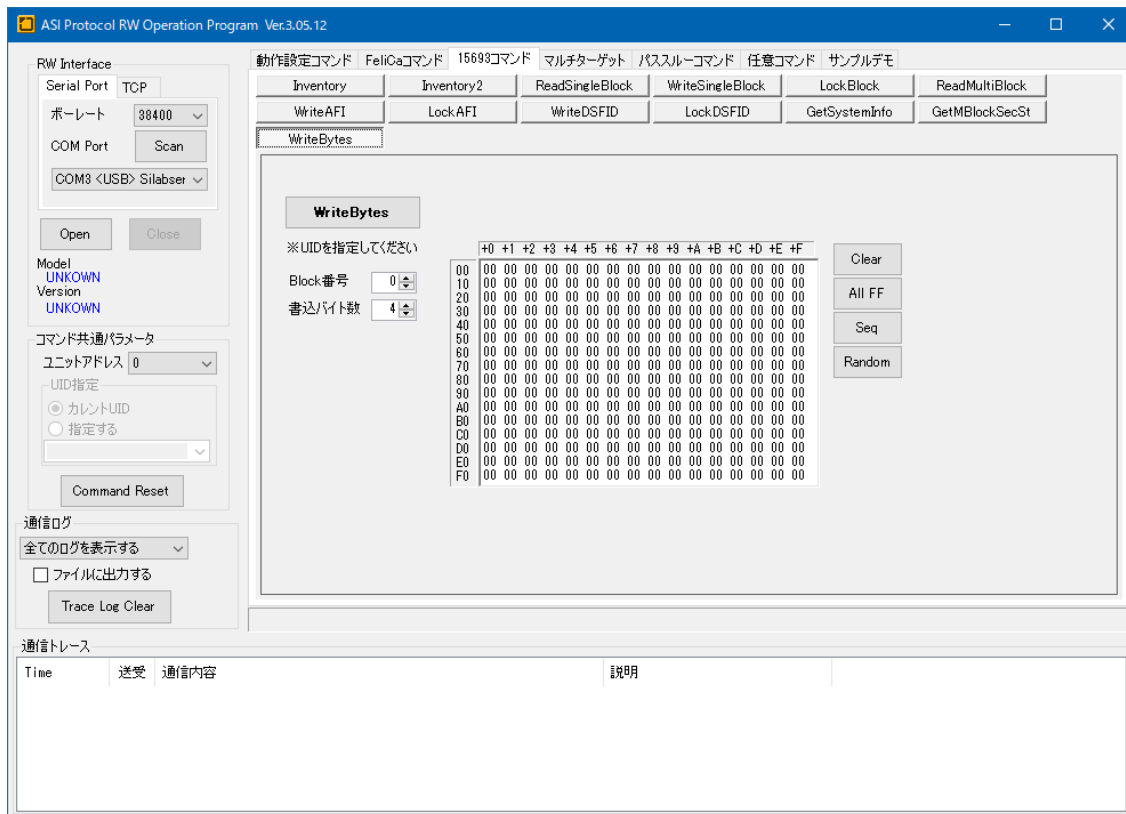 ASI Protocol RW Operation Program Ver.3.05.12
RW Interface
Serial Port TCP
ボーレート 38400
COM Port Scan
COM3 <USB> Silabser
Open Close
Model
UNKOWN
Version
UNKOWN
コマンド共通パラメータ
ユニットアドレス 0
UID指定
カレントUID
指定する
Command Reset
通信ログ
全てのログを表示する
ファイルに出力する
Trace Log Clear
動作設定コマンド FeliCaコマンド 15693コマンド マルチターゲット パススルーコマンド 任意コマンド サンプルデモ
Inventory Inventory2 ReadSingleBlock WriteSingleBlock LockBlock ReadMultiBlock
WriteAFI LockAFI WriteDSFID LockDSFID GetSystemInfo GetMBlockSecSt
WriteBytes
WriteBytes
※UIDを指定してください
Block番号 0
書込バイト数 4
+0 +1 +2 +3 +4 +5 +6 +7 +8 +9 +A +B +C +D +E +F
00 00 00 00 00 00 00 00 00 00 00 00 00 00 00 00 00
10 00 00 00 00 00 00 00 00 00 00 00 00 00 00 00 00
20 00 00 00 00 00 00 00 00 00 00 00 00 00 00 00 00
30 00 00 00 00 00 00 00 00 00 00 00 00 00 00 00 00
40 00 00 00 00 00 00 00 00 00 00 00 00 00 00 00 00
50 00 00 00 00 00 00 00 00 00 00 00 00 00 00 00 00
60 00 00 00 00 00 00 00 00 00 00 00 00 00 00 00 00
70 00 00 00 00 00 00 00 00 00 00 00 00 00 00 00 00
80 00 00 00 00 00 00 00 00 00 00 00 00 00 00 00 00
90 00 00 00 00 00 00 00 00 00 00 00 00 00 00 00 00
A0 00 00 00 00 00 00 00 00 00 00 00 00 00 00 00 00
B0 00 00 00 00 00 00 00 00 00 00 00 00 00 00 00 00
C0 00 00 00 00 00 00 00 00 00 00 00 00 00 00 00 00
D0 00 00 00 00 00 00 00 00 00 00 00 00 00 00 00 00
E0 00 00 00 00 00 00 00 00 00 00 00 00 00 00 00 00
F0 00 00 00 00 00 00 00 00 00 00 00 00 00 00 00 00
Clear
All FF
Seq
Random
通信トレース
Time 送受 通信内容 説明